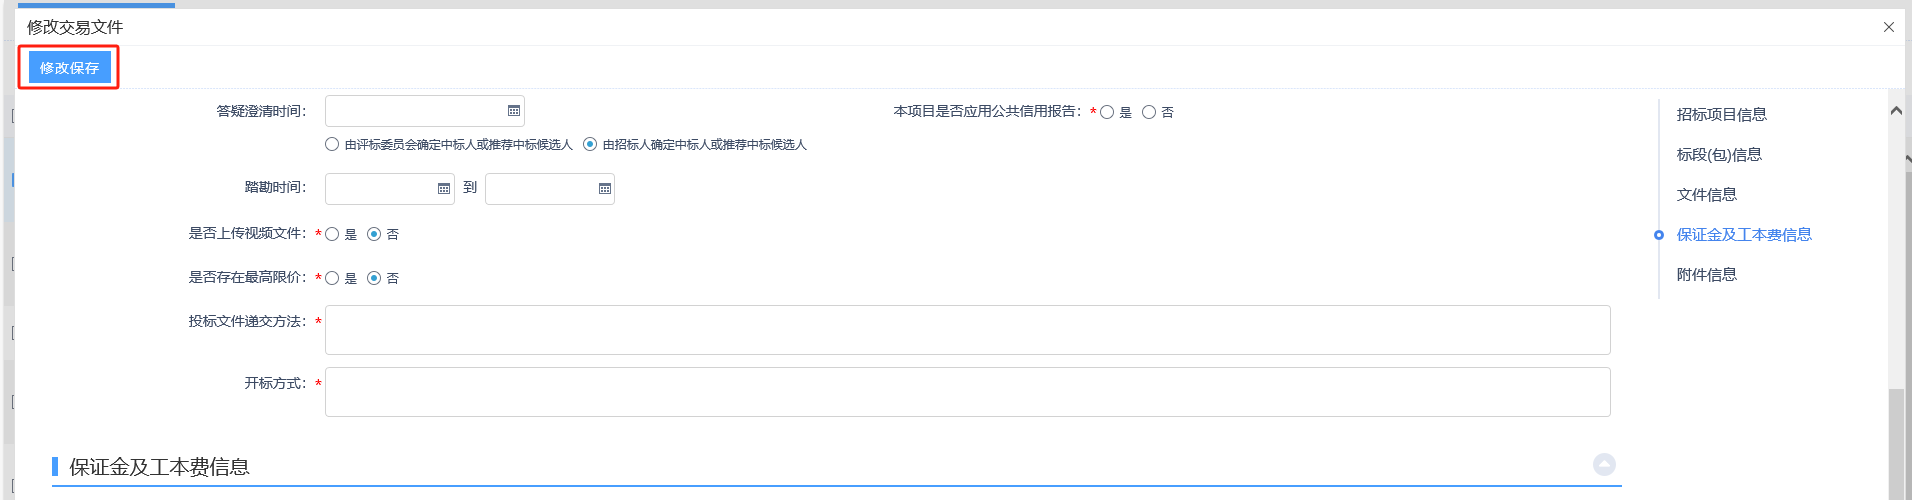 修改交易文件
修改保存
答疑澄清时间： 本项目是否应用公共信用报告：* 是 否
由评标委员会确定中标人或推荐中标候选人 由招标人确定中标人或推荐中标候选人
踏勘时间： 到
是否上传视频文件：* 是 否
是否存在最高限价：* 是 否
投标文件递交方法：*
开标方式：*
保证金及工本费信息
招标项目信息
标段(包)信息
文件信息
保证金及工本费信息
附件信息